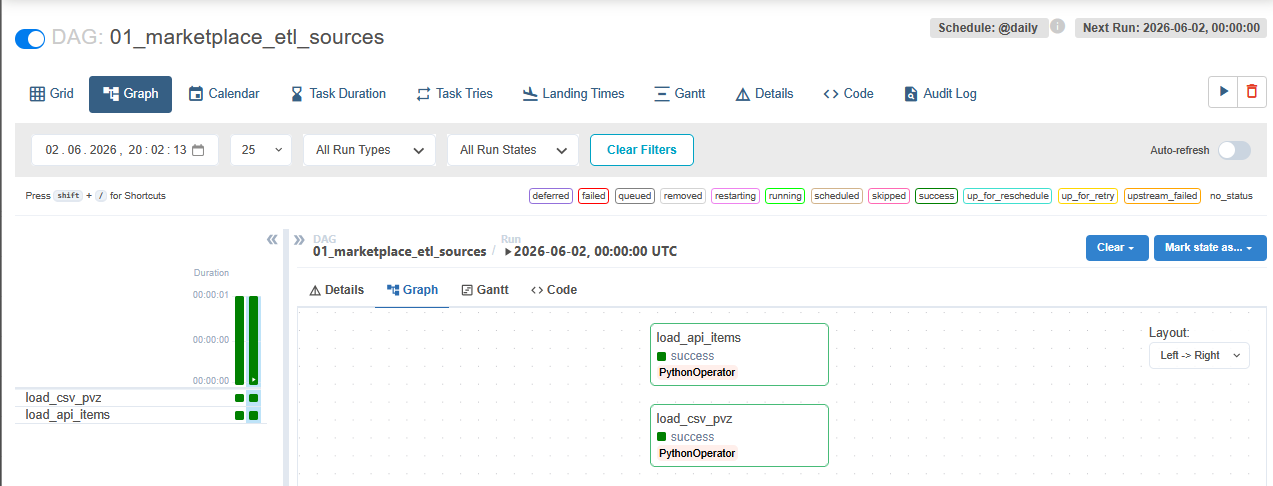 DAG: 01_marketplace_etl_sources
Schedule: @daily
Next Run: 2026-06-02, 00:00:00
Grid
Graph
Calendar
Task Duration
Task Tries
Landing Times
Gantt
Details
Code
Audit Log
02 . 06 . 2026 , 20 : 02 : 13
25
All Run Types
All Run States
Clear Filters
Auto-refresh
Press shift + / for Shortcuts
deferred
failed
queued
removed
restarting
running
scheduled
skipped
success
up_for_reschedule
up_for_retry
upstream_failed
no_status
Duration
00:00:01
00:00:00
00:00:00
load_csv_pvz
load_api_items
DAG
01_marketplace_etl_sources
/
Run
2026-06-02, 00:00:00 UTC
Clear
Mark state as...
Details
Graph
Gantt
Code
load_api_items
success
PythonOperator
load_csv_pvz
success
PythonOperator
Layout:
Left -> Right